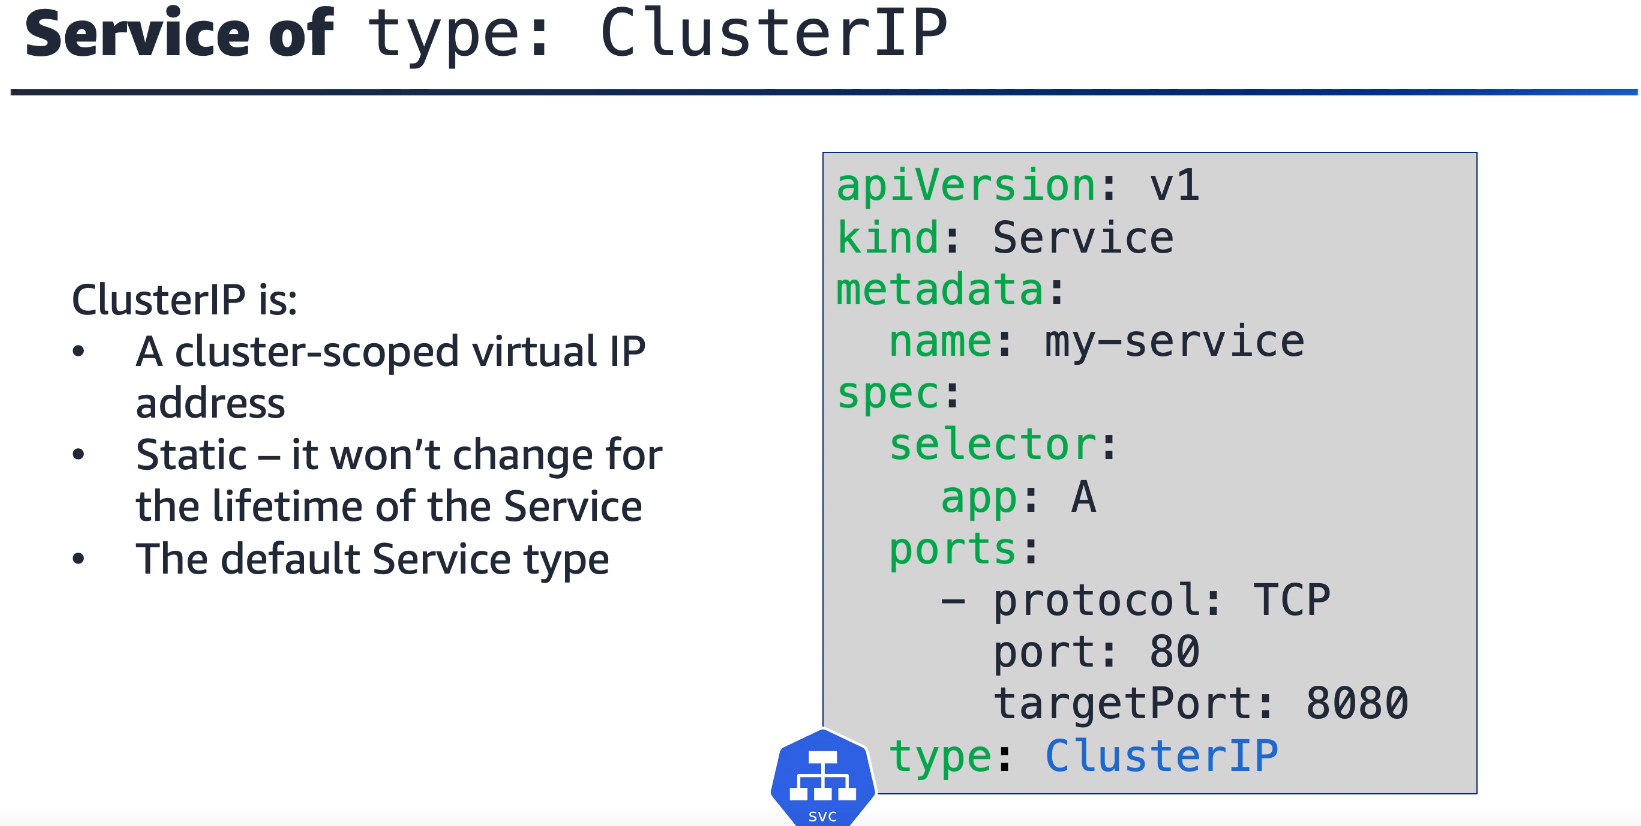 Service of type: ClusterIP
ClusterIP is:
• A cluster-scoped virtual IP
address
• Static – it won’t change for
the lifetime of the Service
• The default Service type
apiVersion: v1
kind: Service
metadata:
  name: my-service
spec:
  selector:
    app: A
  ports:
    - protocol: TCP
      port: 80
      targetPort: 8080
  type: ClusterIP
svc